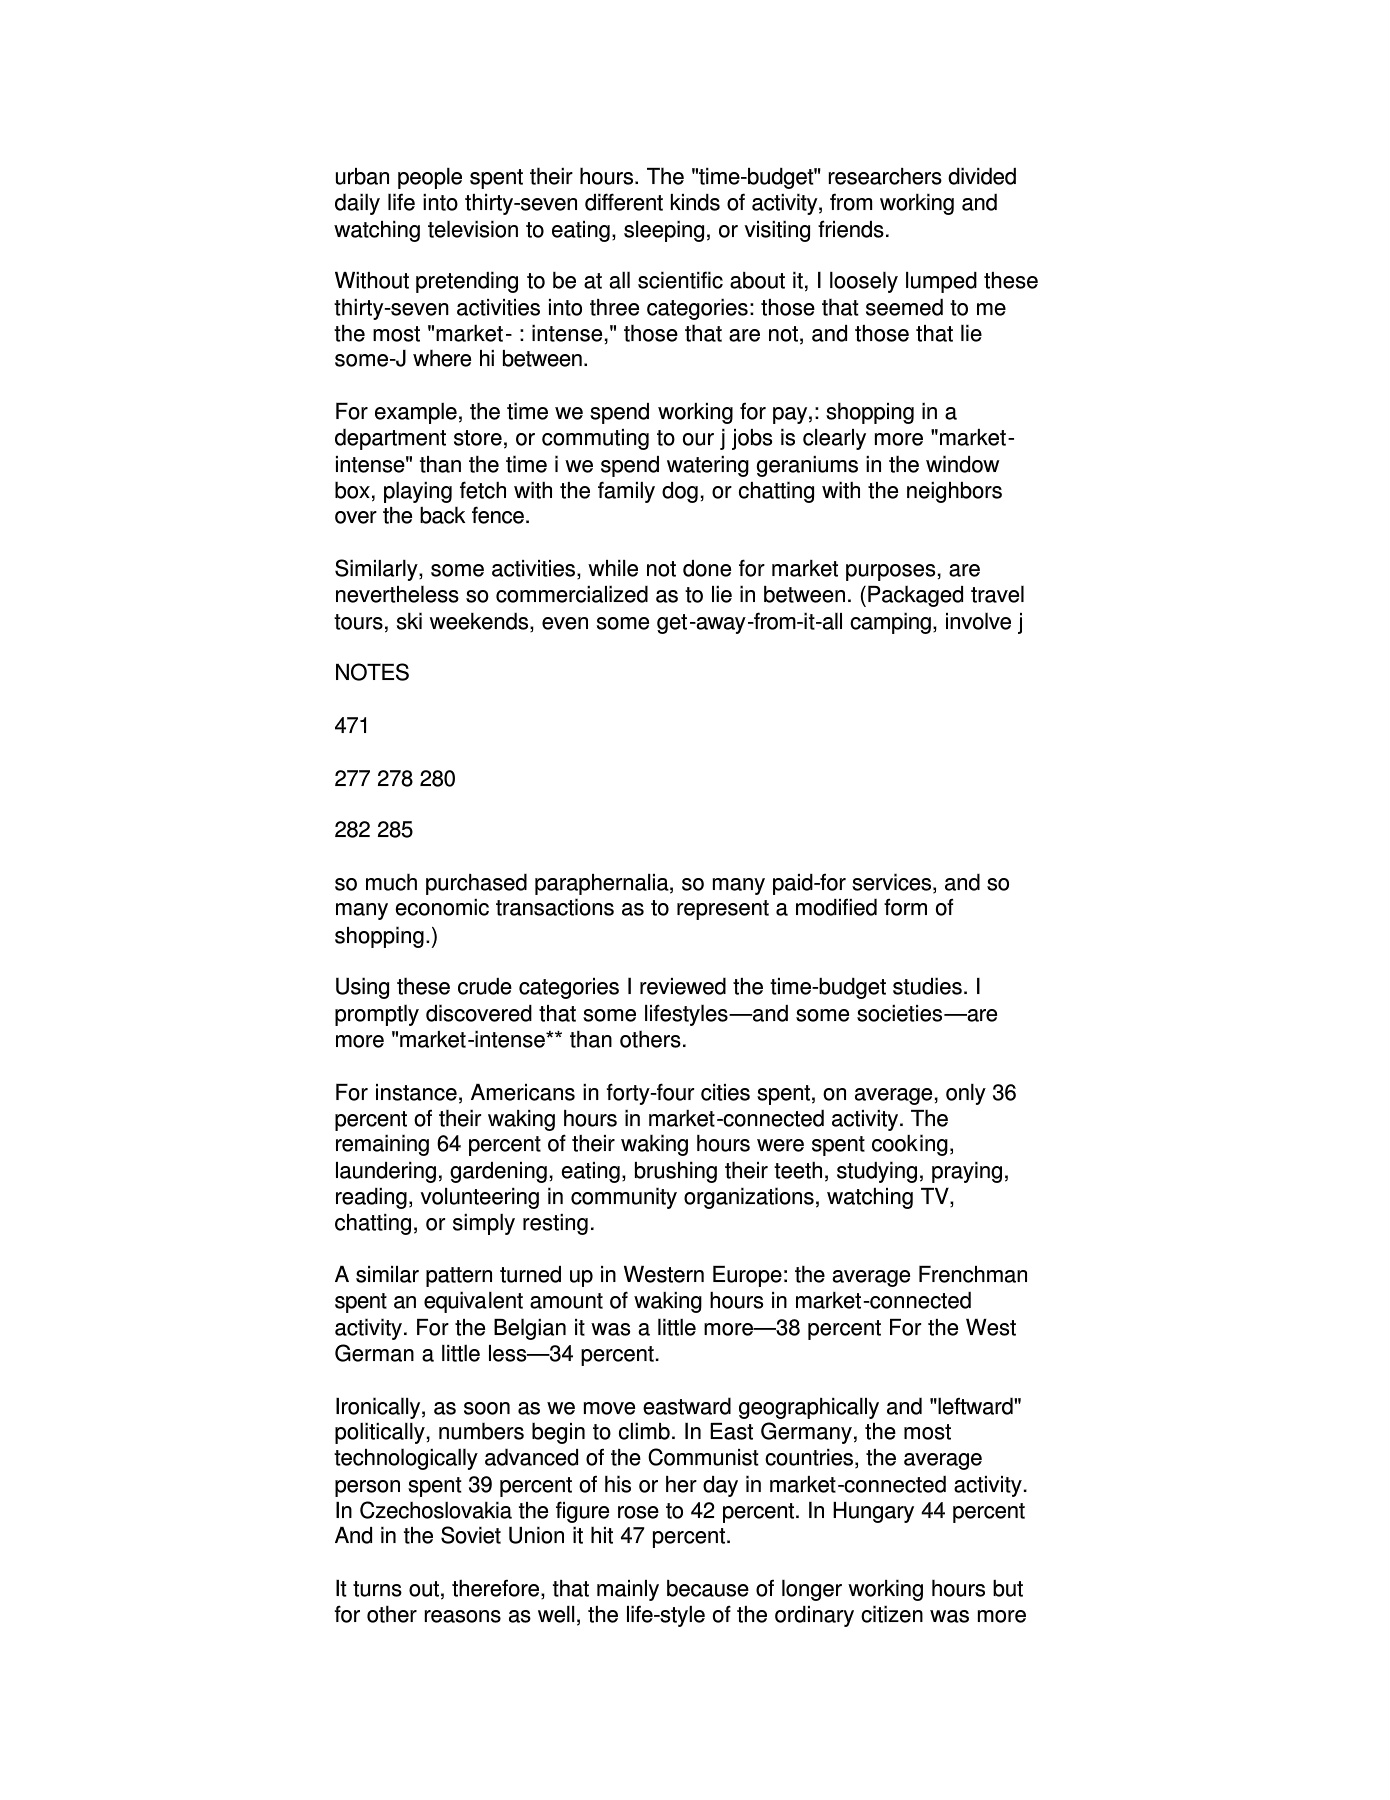 urban people spent their hours. The "time-budget" researchers divided
daily life into thirty-seven different kinds of activity, from working and
watching television to eating, sleeping, or visiting friends.
Without pretending to be at all scientific about it, I loosely lumped these
thirty-seven activities into three categories: those that seemed to me
the most "market- : intense," those that are not, and those that lie
some-J where hi between.
For example, the time we spend working for pay,: shopping in a
department store, or commuting to our j jobs is clearly more "market-
intense" than the time i we spend watering geraniums in the window
box, playing fetch with the family dog, or chatting with the neighbors
over the back fence.
Similarly, some activities, while not done for market purposes, are
nevertheless so commercialized as to lie in between. (Packaged travel
tours, ski weekends, even some get-away-from-it-all camping, involve j
NOTES
471
277 278 280
282 285
so much purchased paraphernalia, so many paid-for services, and so
many economic transactions as to represent a modified form of
shopping.)
Using these crude categories I reviewed the time-budget studies. I
promptly discovered that some lifestyles—and some societies—are
more "market-intense** than others.
For instance, Americans in forty-four cities spent, on average, only 36
percent of their waking hours in market-connected activity. The
remaining 64 percent of their waking hours were spent cooking,
laundering, gardening, eating, brushing their teeth, studying, praying,
reading, volunteering in community organizations, watching TV,
chatting, or simply resting.
A similar pattern turned up in Western Europe: the average Frenchman
spent an equivalent amount of waking hours in market-connected
activity. For the Belgian it was a little more—38 percent For the West
German a little less—34 percent.
Ironically, as soon as we move eastward geographically and "leftward"
politically, numbers begin to climb. In East Germany, the most
technologically advanced of the Communist countries, the average
person spent 39 percent of his or her day in market-connected activity.
In Czechoslovakia the figure rose to 42 percent. In Hungary 44 percent
And in the Soviet Union it hit 47 percent.
It turns out, therefore, that mainly because of longer working hours but
for other reasons as well, the life-style of the ordinary citizen was more